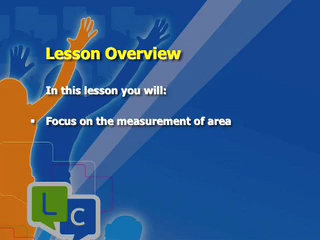 Lesson Overview
In this lesson you will:
▪ Focus on the measurement of area
L C